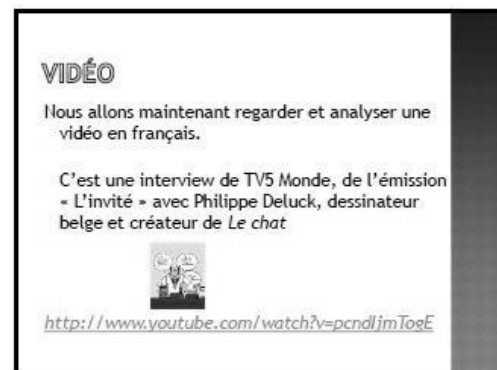 VIDÉO
Nous allons maintenant regarder et analyser une
vidéo en français.
C'est une interview de TV5 Monde, de l'émission
« L'invité » avec Philippe Deluck, dessinateur
belge et créateur de Le chat
http://www.youtube.com/watch?v=pcndIjmTogE